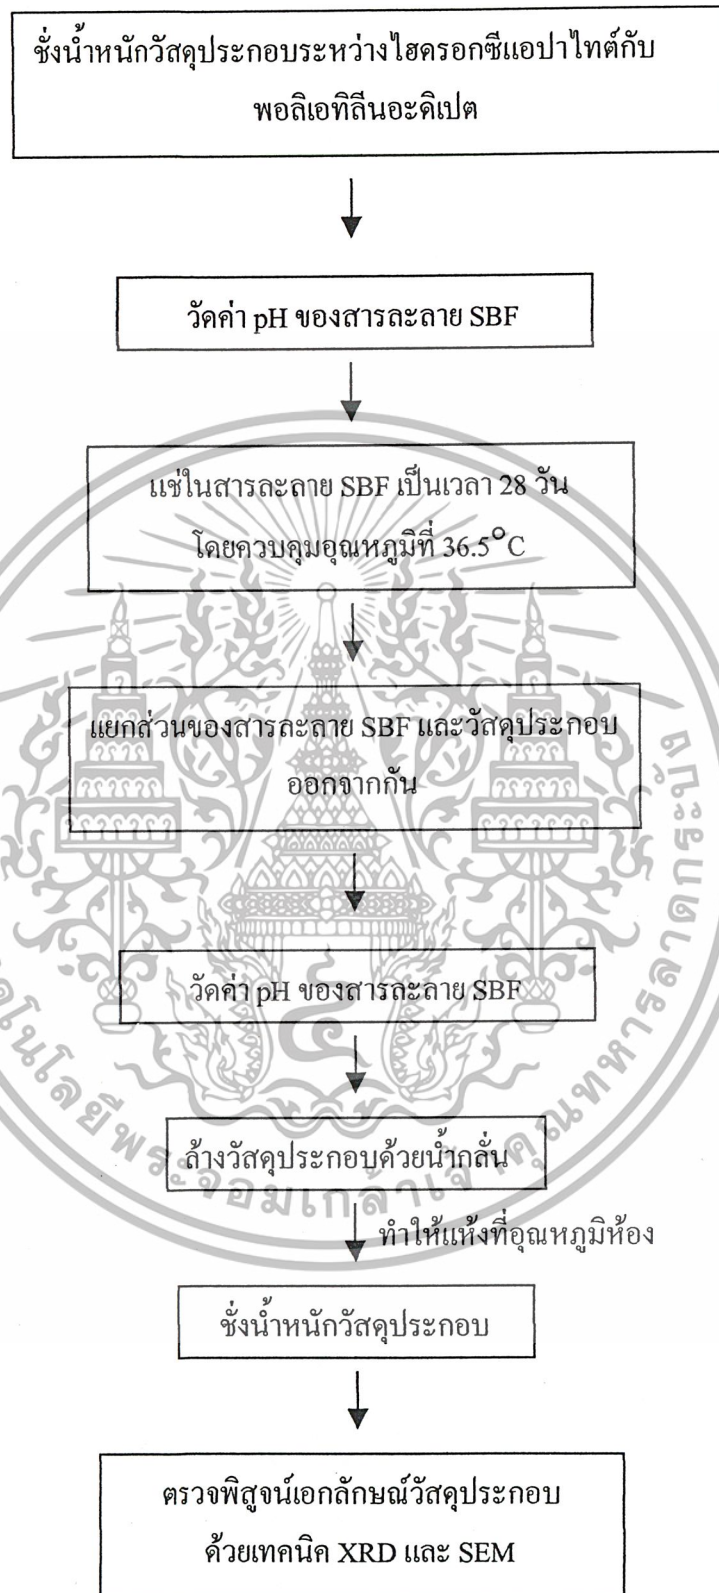 ชั่งน้ำหนักวัสดุประกอบระหว่างไฮดรอกซีแอปาไทต์กับ
พอลิเอทิลีนอะดิเปต
วัดค่า pH ของสารละลาย SBF
แช่ในสารละลาย SBF เป็นเวลา 28 วัน
โดยควบคุมอุณหภูมิที่ 36.5°C
แยกส่วนของสารละลาย SBF และวัสดุประกอบ
ออกจากกัน
วัดค่า pH ของสารละลาย SBF
ล้างวัสดุประกอบด้วยน้ำกลั่น
ทำให้แห้งที่อุณหภูมิห้อง
ชั่งน้ำหนักวัสดุประกอบ
ตรวจพิสูจน์เอกลักษณ์วัสดุประกอบ
ด้วยเทคนิค XRD และ SEM